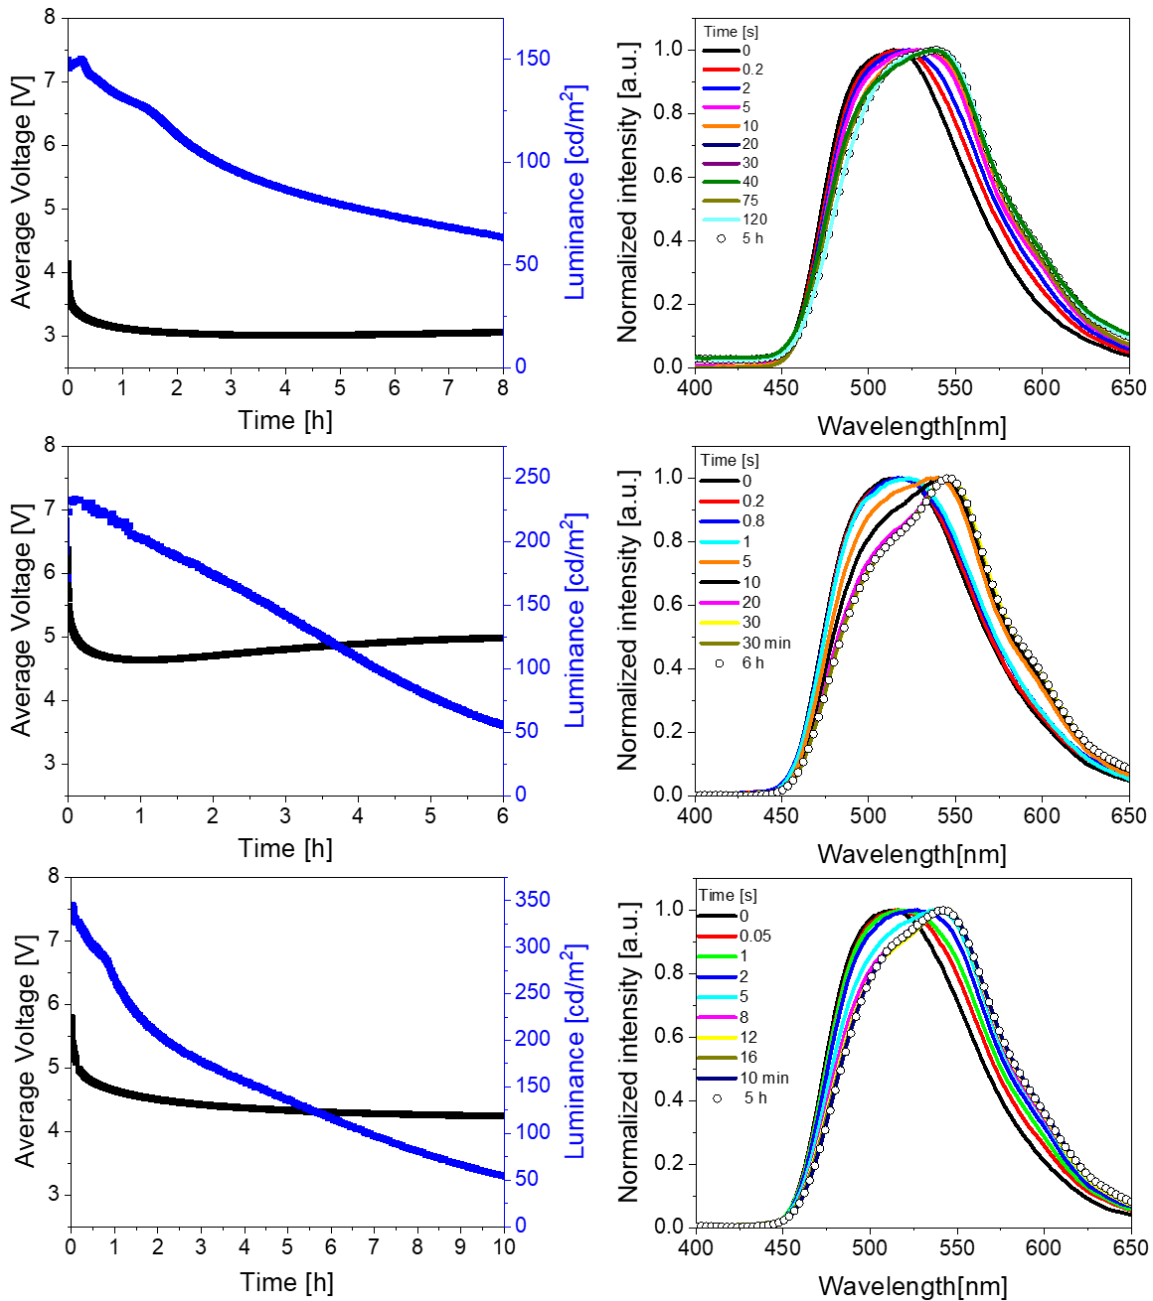 8
7
6
5
4
3
Average Voltage [V]
150
100
50
0
Luminance [cd/m²]
0 1 2 3 4 5 6 7 8
Time [h]
Time [s]
0
0.2
2
5
10
20
30
40
75
120
5 h
1.0
0.8
0.6
0.4
0.2
0.0
Normalized intensity [a.u.]
400 450 500 550 600 650
Wavelength[nm]
8
7
6
5
4
3
Average Voltage [V]
250
200
150
100
50
0
Luminance [cd/m²]
0 1 2 3 4 5 6
Time [h]
Time [s]
0
0.2
0.8
1
5
10
20
30
30 min
6 h
1.0
0.8
0.6
0.4
0.2
0.0
Normalized intensity [a.u.]
400 450 500 550 600 650
Wavelength[nm]
8
7
6
5
4
3
Average Voltage [V]
350
300
250
200
150
100
50
0
Luminance [cd/m²]
0 1 2 3 4 5 6 7 8 9 10
Time [h]
Time [s]
0
0.05
1
2
5
8
12
16
10 min
5 h
1.0
0.8
0.6
0.4
0.2
0.0
Normalized intensity [a.u.]
400 450 500 550 600 650
Wavelength[nm]